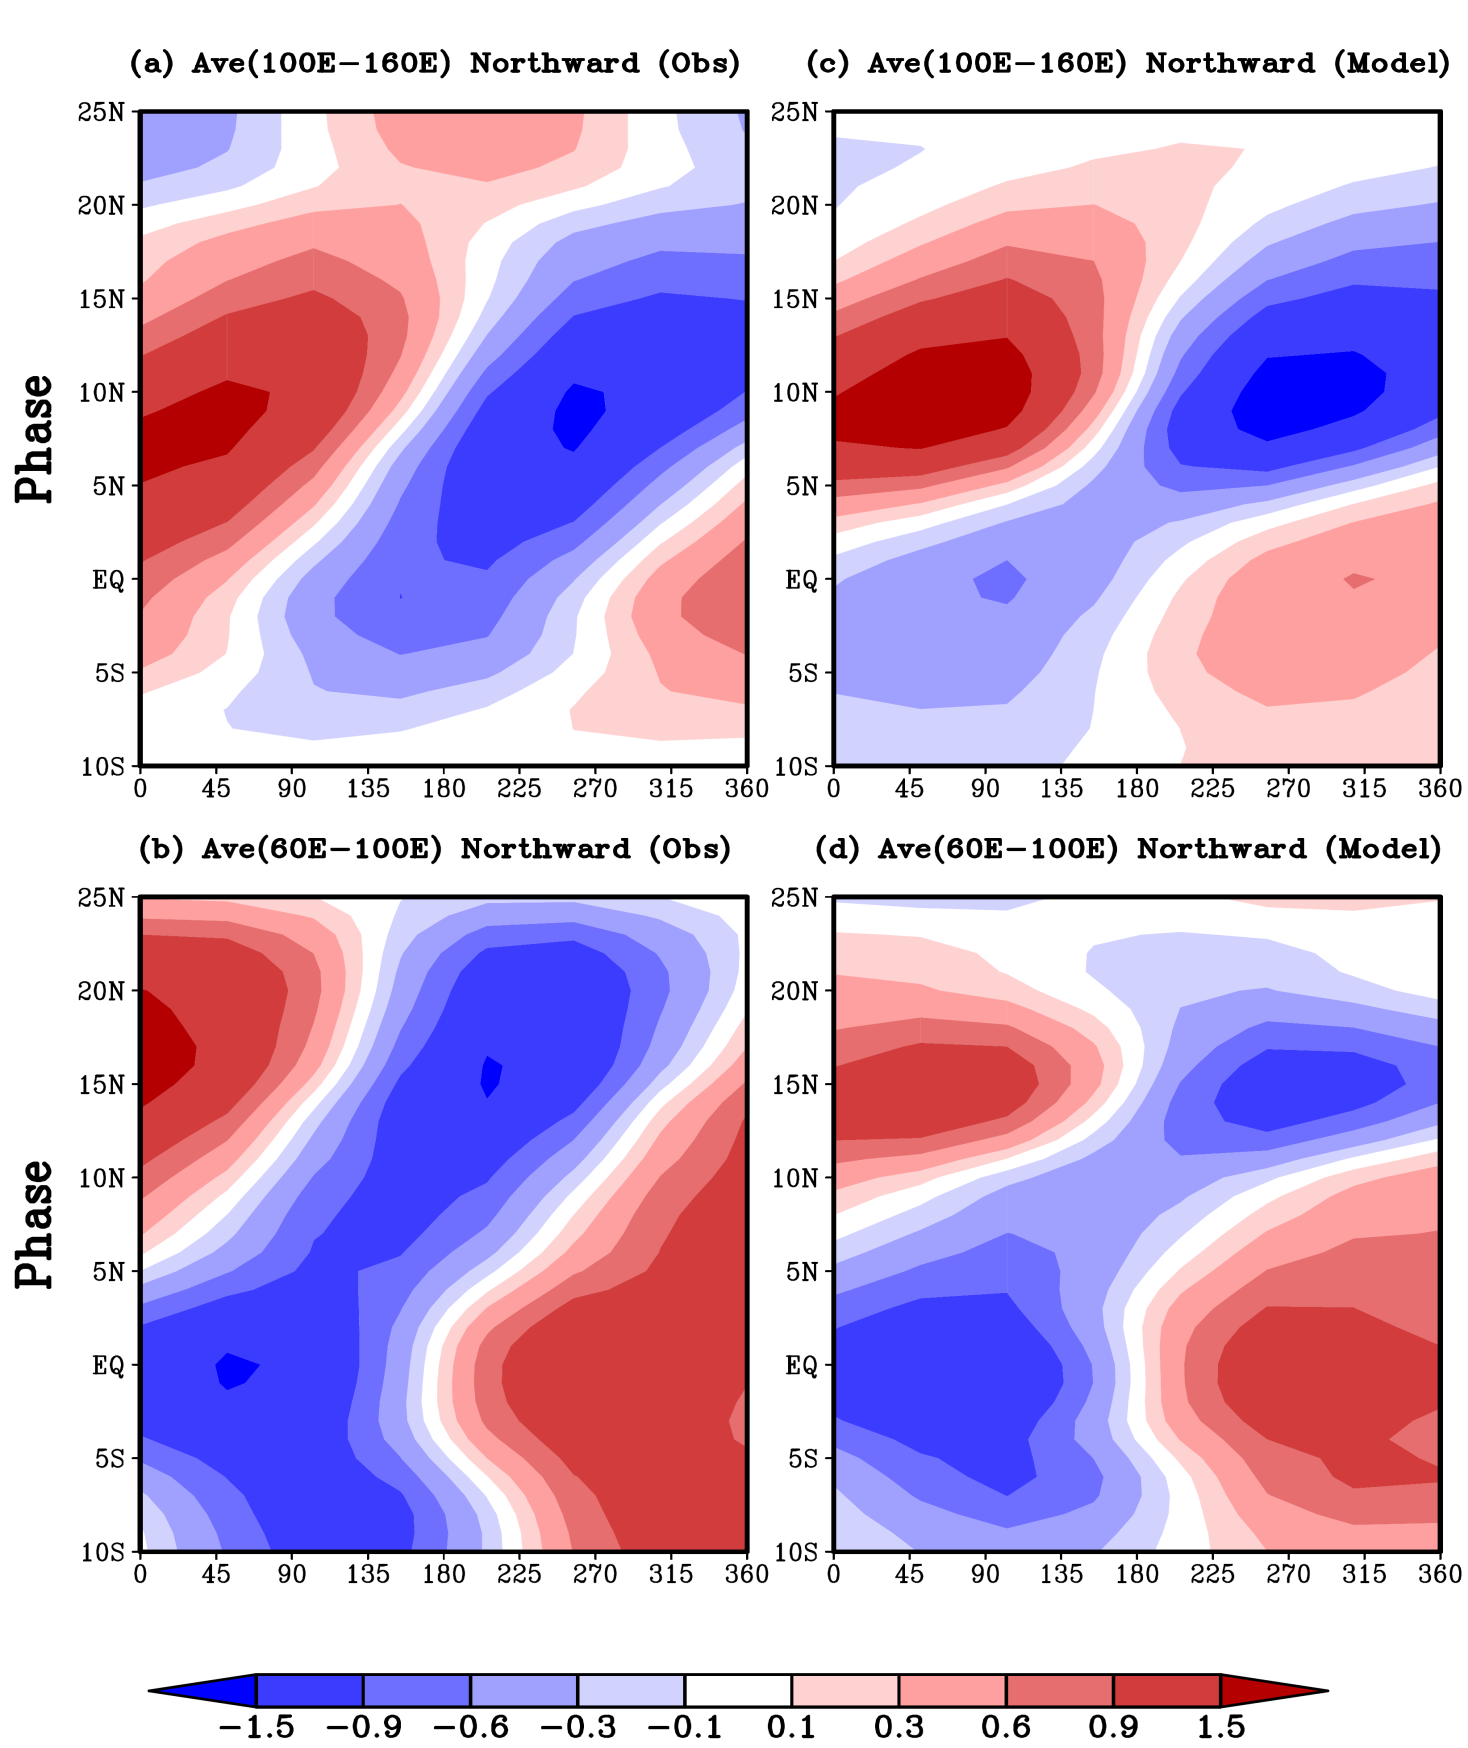 (a) Ave(100E−160E) Northward (Obs)
(c) Ave(100E−160E) Northward (Model)
25N
20N
15N
10N
5N
EQ
5S
10S
0 45 90 135 180 225 270 315 360
Phase
25N
20N
15N
10N
5N
EQ
5S
10S
0 45 90 135 180 225 270 315 360
(b) Ave(60E−100E) Northward (Obs)
(d) Ave(60E−100E) Northward (Model)
25N
20N
15N
10N
5N
EQ
5S
10S
0 45 90 135 180 225 270 315 360
Phase
25N
20N
15N
10N
5N
EQ
5S
10S
0 45 90 135 180 225 270 315 360
−1.5 −0.9 −0.6 −0.3 −0.1 0.1 0.3 0.6 0.9 1.5